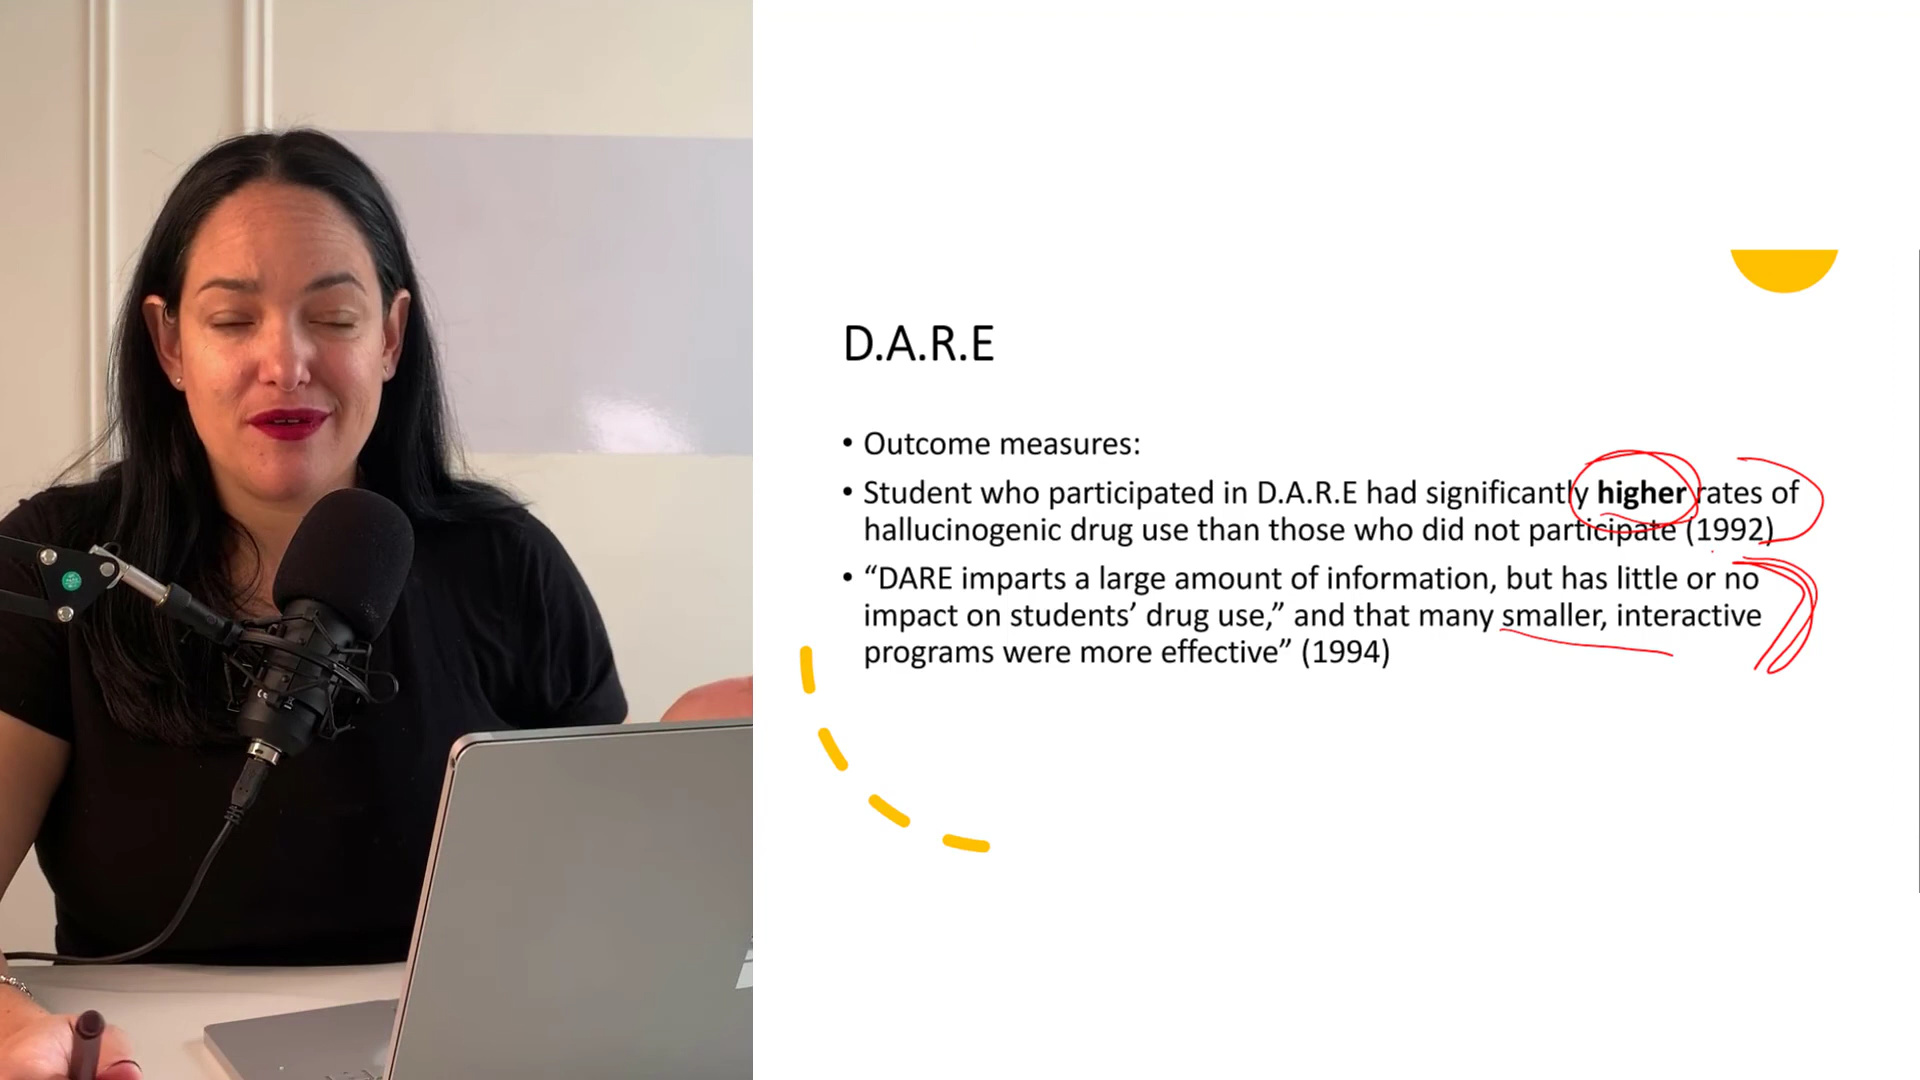 D.A.R.E
• Outcome measures:
• Student who participated in D.A.R.E had significantly higher rates of
hallucinogenic drug use than those who did not participate (1992)
• “DARE imparts a large amount of information, but has little or no
impact on students’ drug use,” and that many smaller, interactive
programs were more effective” (1994)